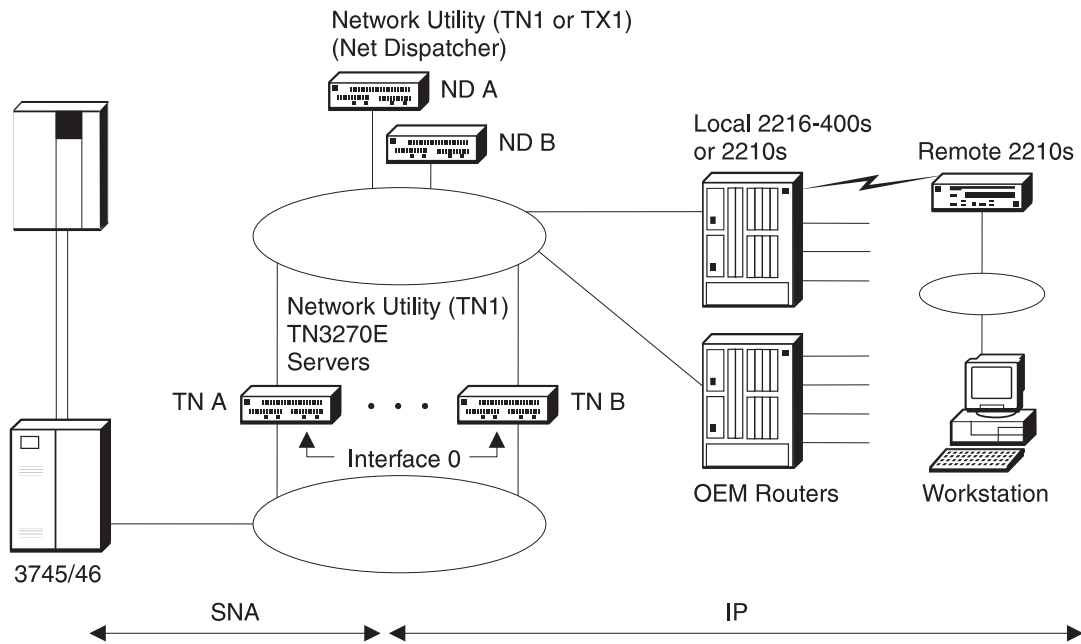 Network Utility (TN1 or TX1)
(Net Dispatcher)
ND A
ND B
Local 2216-400s
or 2210s
Remote 2210s
Network Utility (TN1)
TN3270E
Servers
TN A
TN B
Interface 0
OEM Routers
Workstation
3745/46
SNA
IP